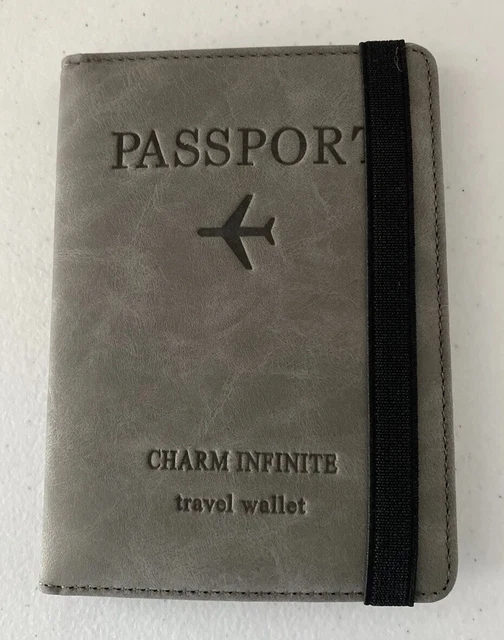 PASSPORT
CHARM INFINITE
travel wallet